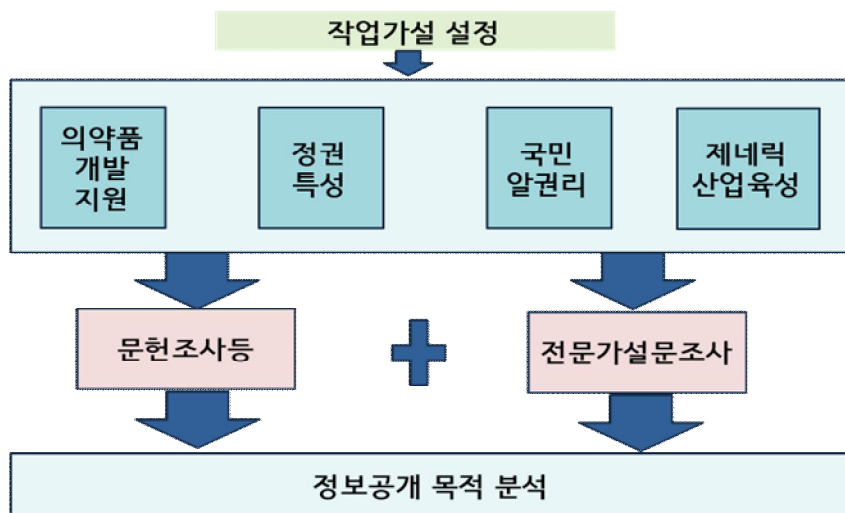 작업가설 설정
의약품
개발
지원
정권
특성
국민
알권리
제네릭
산업육성
문헌조사등
전문가설문조사
정보공개 목적 분석